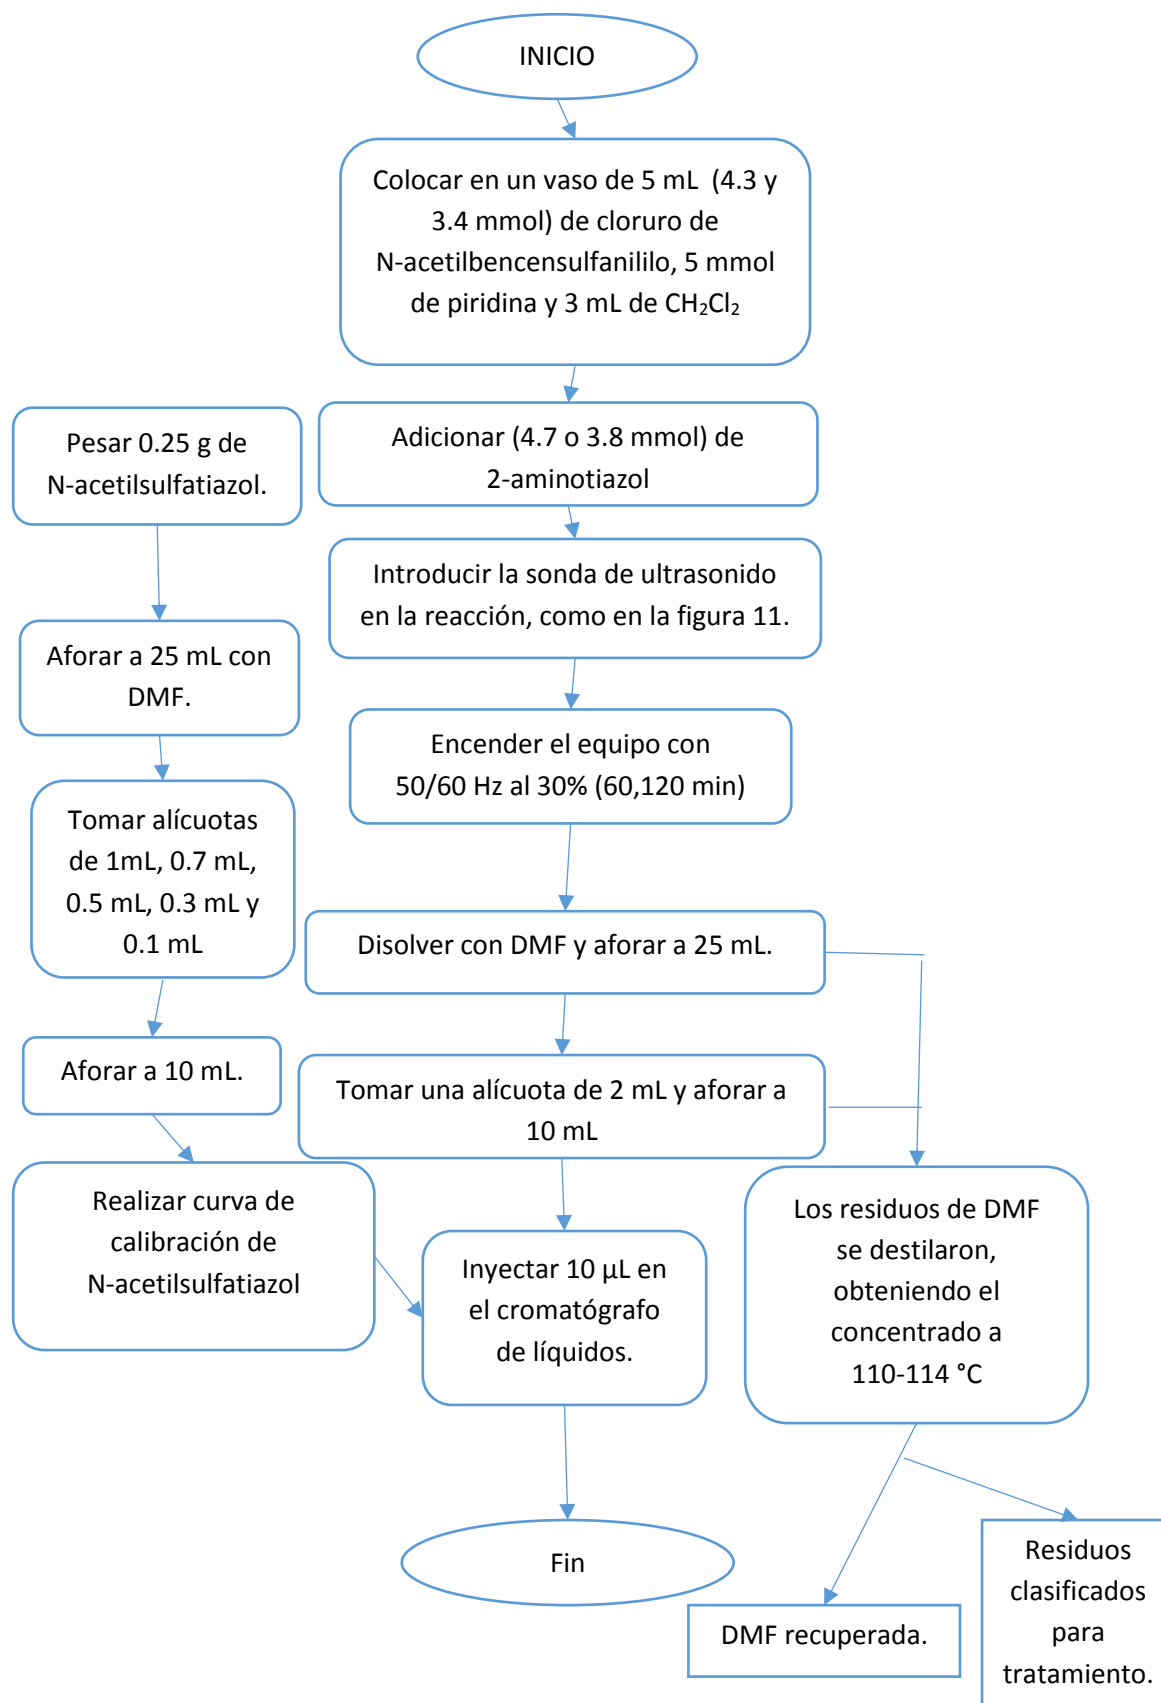 INICIO
Colocar en un vaso de 5 mL (4.3 y
3.4 mmol) de cloruro de
N-acetilbencensulfanililo, 5 mmol
de piridina y 3 mL de CH₂Cl₂
Adicionar (4.7 o 3.8 mmol) de
2-aminotiazol
Introducir la sonda de ultrasonido
en la reacción, como en la figura 11.
Encender el equipo con
50/60 Hz al 30% (60,120 min)
Disolver con DMF y aforar a 25 mL.
Tomar una alícuota de 2 mL y aforar a
10 mL
Pesar 0.25 g de
N-acetilsulfatiazol.
Aforar a 25 mL con
DMF.
Tomar alícuotas
de 1mL, 0.7 mL,
0.5 mL, 0.3 mL y
0.1 mL
Aforar a 10 mL.
Realizar curva de
calibración de
N-acetilsulfatiazol
Inyectar 10 µL en
el cromatógrafo
de líquidos.
Fin
Los residuos de DMF
se destilaron,
obteniendo el
concentrado a
110-114 °C
DMF recuperada.
Residuos
clasificados
para
tratamiento.